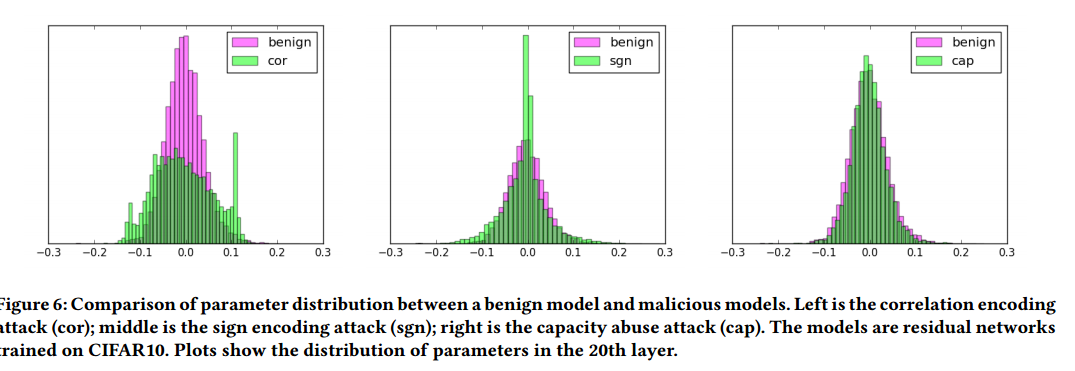 benign
cor
−0.3 −0.2 −0.1 0.0 0.1 0.2 0.3
benign
sgn
−0.3 −0.2 −0.1 0.0 0.1 0.2 0.3
benign
cap
−0.3 −0.2 −0.1 0.0 0.1 0.2 0.3
Figure 6: Comparison of parameter distribution between a benign model and malicious models. Left is the correlation encoding
attack (cor); middle is the sign encoding attack (sgn); right is the capacity abuse attack (cap). The models are residual networks
trained on CIFAR10. Plots show the distribution of parameters in the 20th layer.